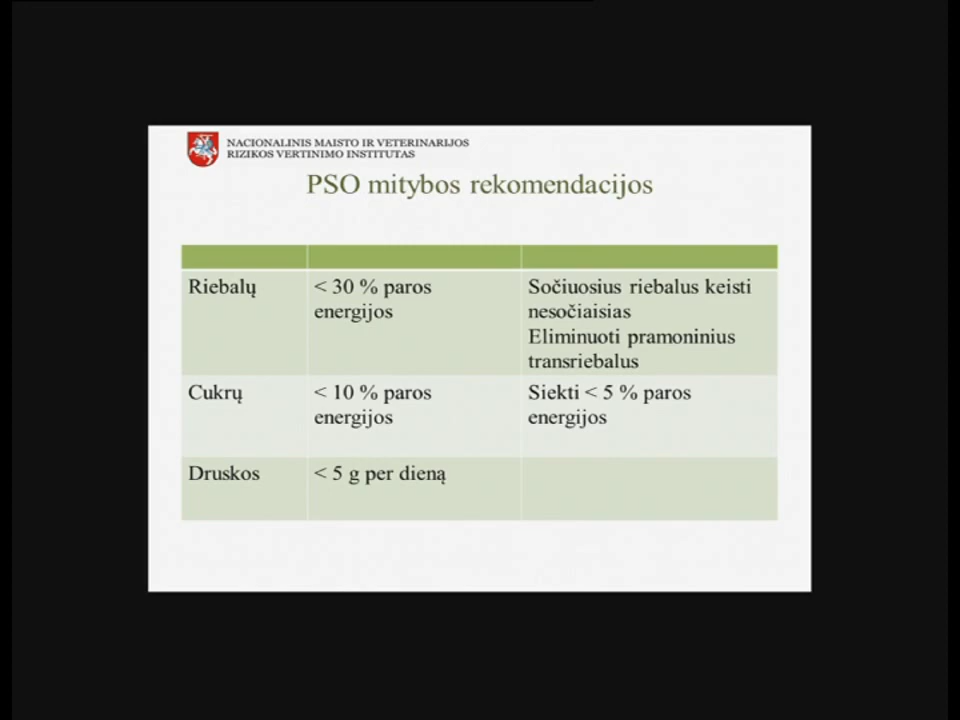 NACIONALINIS MAISTO IR VETERINARIJOS
RIZIKOS VERTINIMO INSTITUTAS
PSO mitybos rekomendacijos
Riebalų
< 30 % paros
energijos
Sočiuosius riebalus keisti
nesočiaisias
Eliminuoti pramoninius
transriebalus
Cukrų
< 10 % paros
energijos
Siekti < 5 % paros
energijos
Druskos
< 5 g per dieną